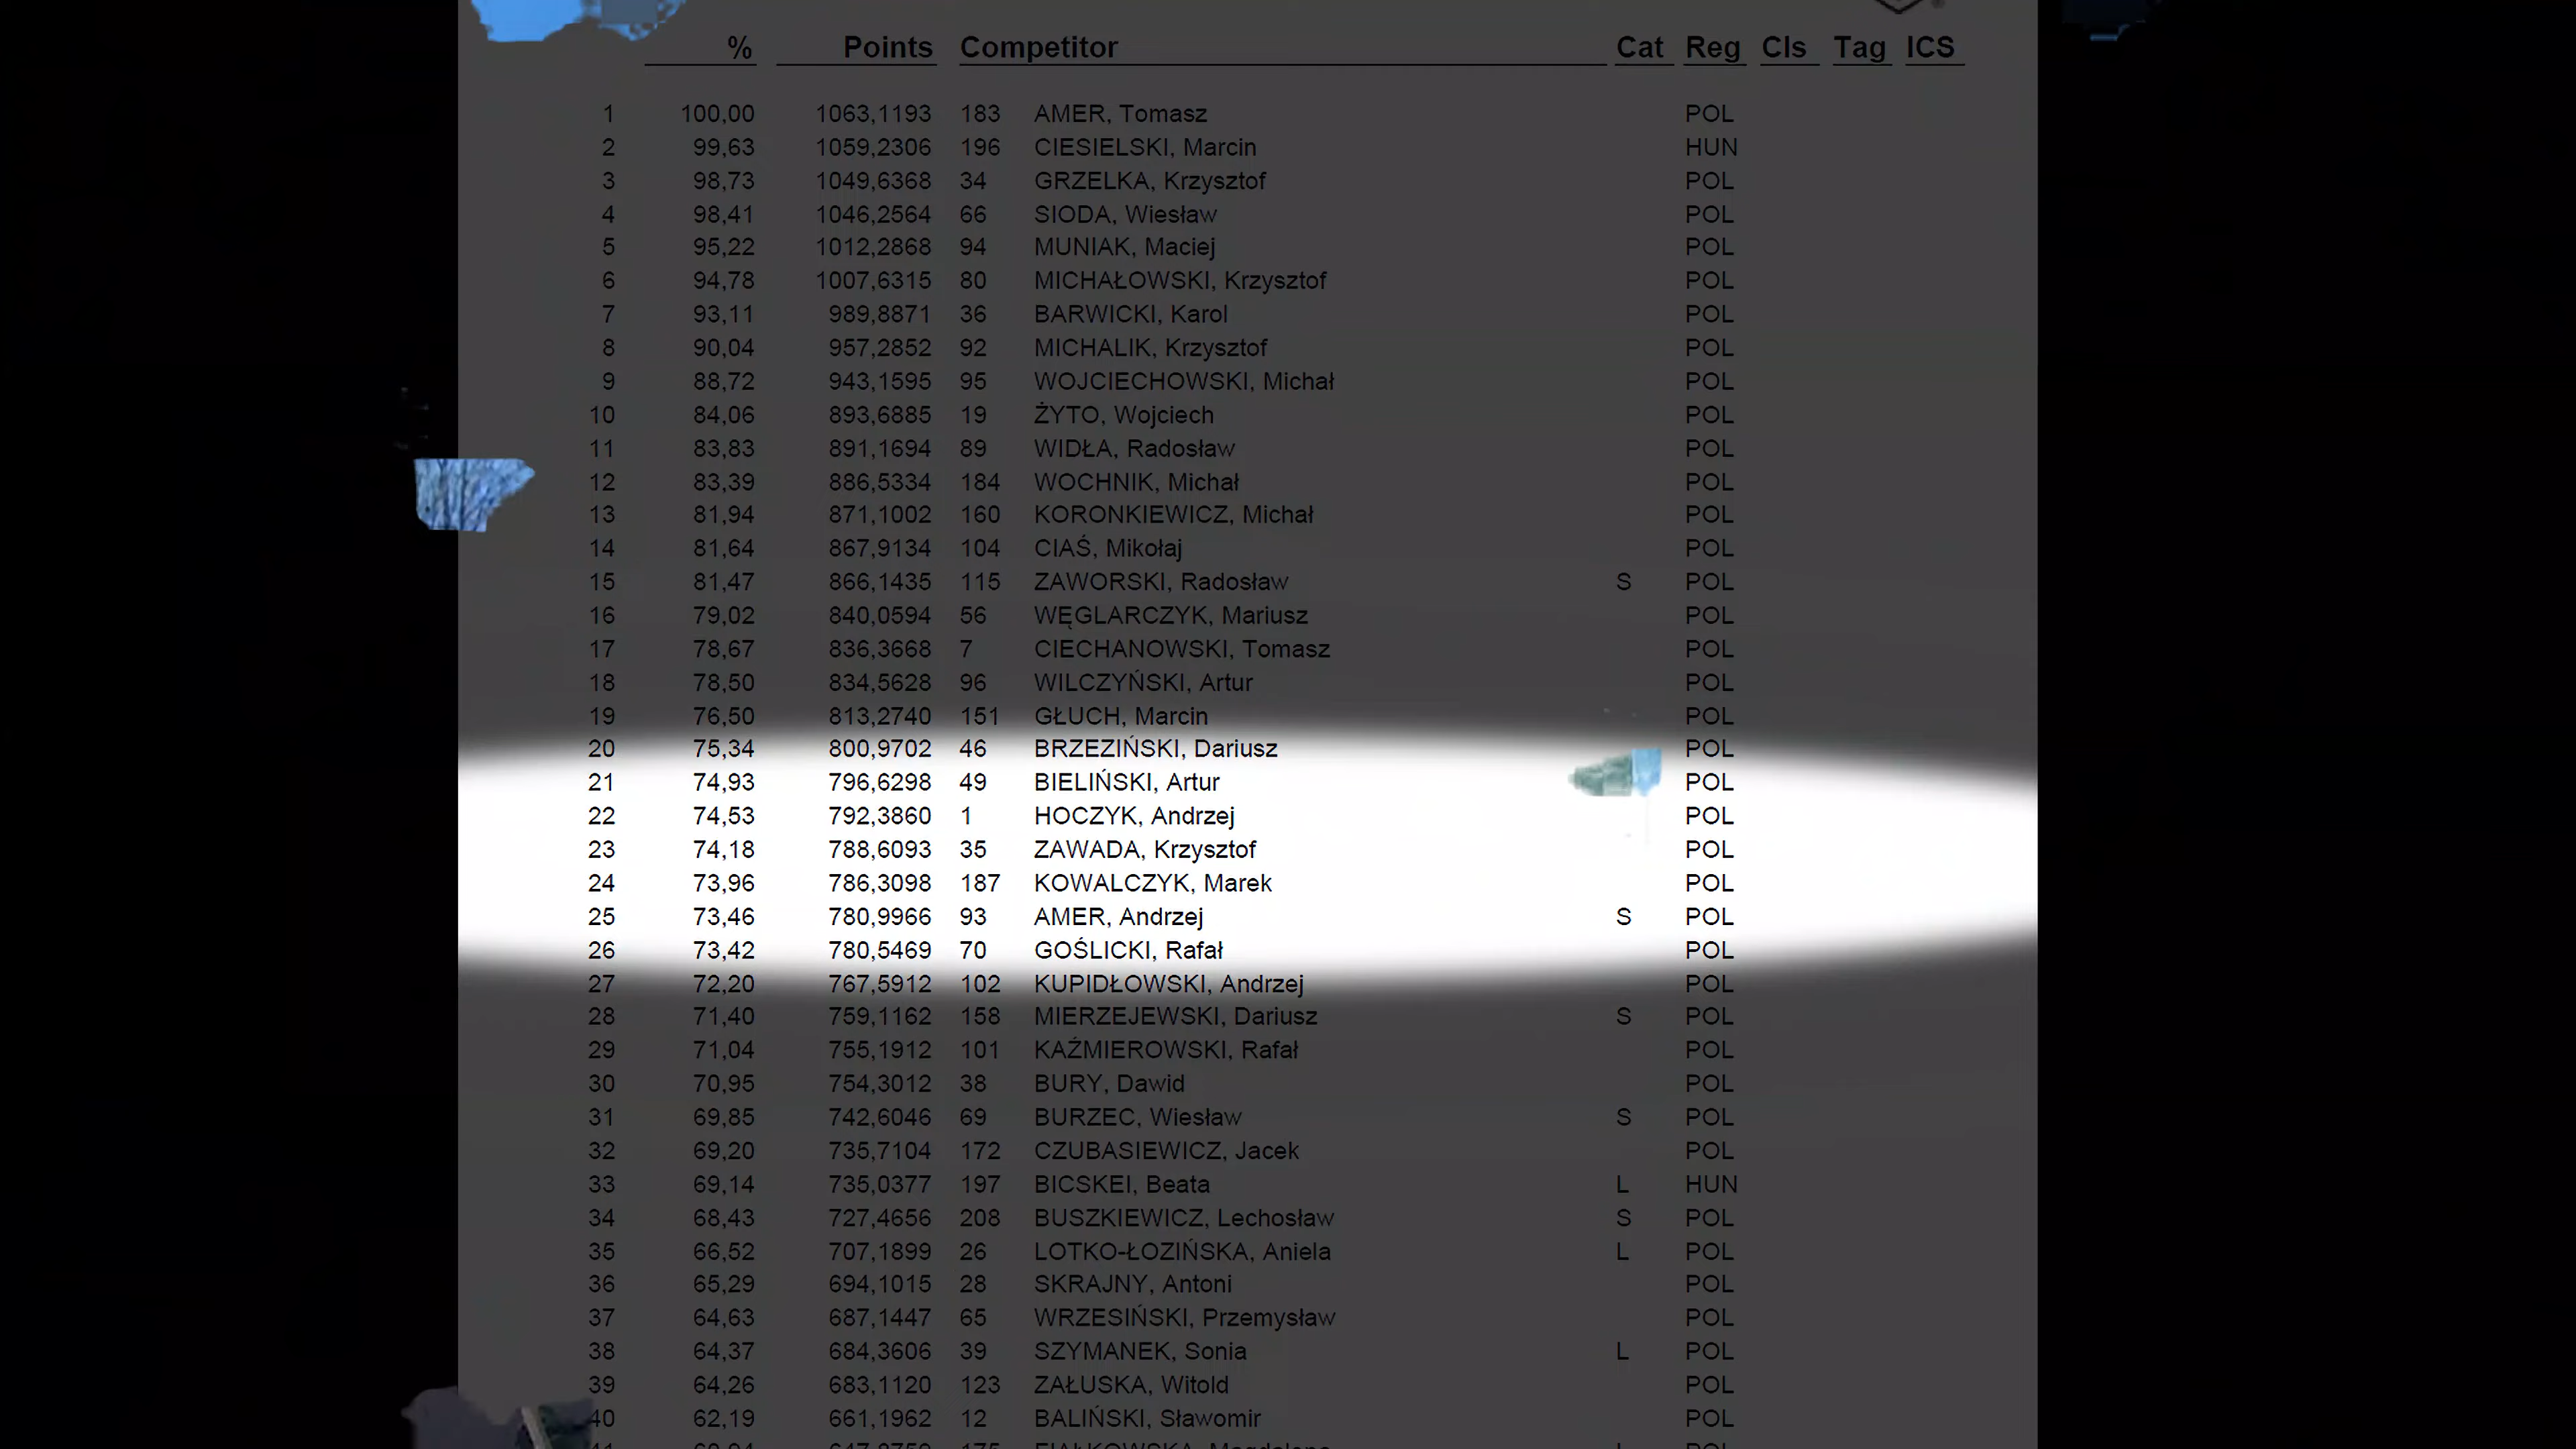 % Points Competitor Cat Reg Cls Tag ICS
1 100,00 1063,1193 183 AMER, Tomasz POL
2 99,63 1059,2306 196 CIESIELSKI, Marcin HUN
3 98,73 1049,6368 34 GRZELKA, Krzysztof POL
4 98,41 1046,2564 66 SIODA, Wiesław POL
5 95,22 1012,2868 94 MUNIAK, Maciej POL
6 94,78 1007,6315 80 MICHAŁOWSKI, Krzysztof POL
7 93,11 989,8871 36 BARWICKI, Karol POL
8 90,04 957,2852 92 MICHALIK, Krzysztof POL
9 88,72 943,1595 95 WOJCIECHOWSKI, Michał POL
10 84,06 893,6885 19 ŻYTO, Wojciech POL
11 83,83 891,1694 89 WIDŁA, Radosław POL
12 83,39 886,5334 184 WOCHNIK, Michał POL
13 81,94 871,1002 160 KORONKIEWICZ, Michał POL
14 81,64 867,9134 104 CIAŚ, Mikołaj POL
15 81,47 866,1435 115 ZAWORSKI, Radosław S POL
16 79,02 840,0594 56 WĘGLARCZYK, Mariusz POL
17 78,67 836,3668 7 CIECHANOWSKI, Tomasz POL
18 78,50 834,5628 96 WILCZYŃSKI, Artur POL
19 76,50 813,2740 151 GŁUCH, Marcin POL
20 75,34 800,9702 46 BRZEZIŃSKI, Dariusz POL
21 74,93 796,6298 49 BIELIŃSKI, Artur POL
22 74,53 792,3860 1 HOCZYK, Andrzej POL
23 74,18 788,6093 35 ZAWADA, Krzysztof POL
24 73,96 786,3098 187 KOWALCZYK, Marek POL
25 73,46 780,9966 93 AMER, Andrzej S POL
26 73,42 780,5469 70 GOŚLICKI, Rafał POL
27 72,20 767,5912 102 KUPIDŁOWSKI, Andrzej POL
28 71,40 759,1162 158 MIERZEJEWSKI, Dariusz S POL
29 71,04 755,1912 101 KAŹMIEROWSKI, Rafał POL
30 70,95 754,3012 38 BURY, Dawid POL
31 69,85 742,6046 69 BURZEC, Wiesław S POL
32 69,20 735,7104 172 CZUBASIEWICZ, Jacek POL
33 69,14 735,0377 197 BICSKEI, Beata L HUN
34 68,43 727,4656 208 BUSZKIEWICZ, Lechosław S POL
35 66,52 707,1899 26 LOTKO-ŁOZIŃSKA, Aniela L POL
36 65,29 694,1015 28 SKRAJNY, Antoni POL
37 64,63 687,1447 65 WRZESIŃSKI, Przemysław POL
38 64,37 684,3606 39 SZYMANEK, Sonia L POL
39 64,26 683,1120 123 ZAŁUSKA, Witold POL
40 62,19 661,1962 12 BALIŃSKI, Sławomir POL